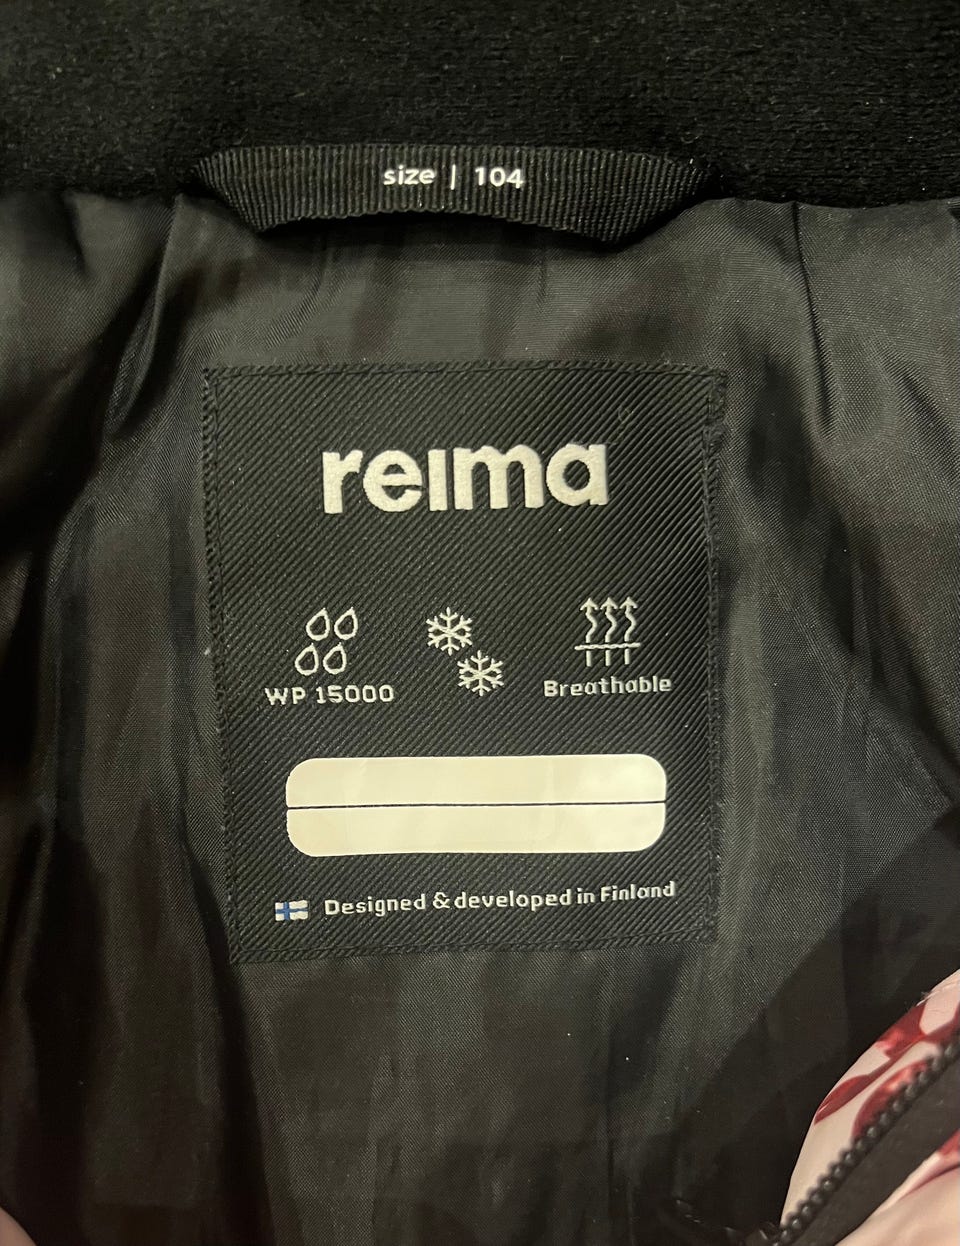 size | 104
reima
WP 15000
Breathable
Designed & developed in Finland